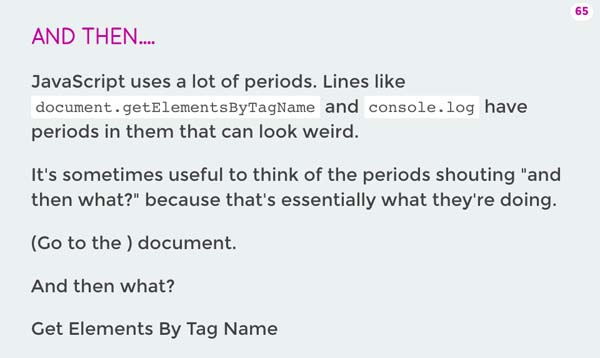 65
AND THEN....
JavaScript uses a lot of periods. Lines like
document.getElementsByTagName and console.log have
periods in them that can look weird.
It's sometimes useful to think of the periods shouting "and
then what?" because that's essentially what they're doing.
(Go to the ) document.
And then what?
Get Elements By Tag Name